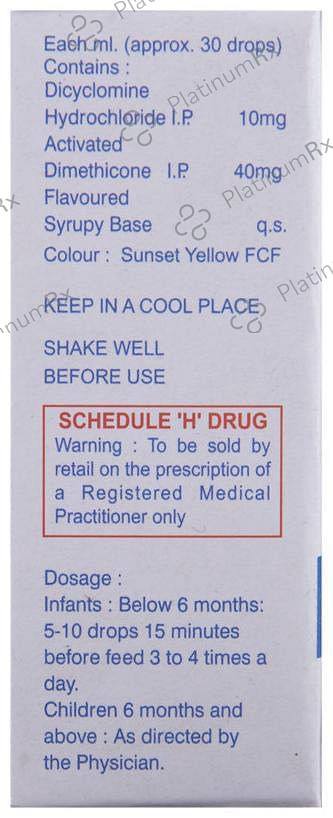 Each ml. (approx. 30 drops)
Contains :
Dicyclomine
Hydrochloride I.P. 10mg
Activated
Dimethicone I.P. 40mg
Flavoured
Syrupy Base q.s.
Colour : Sunset Yellow FCF
KEEP IN A COOL PLACE
SHAKE WELL
BEFORE USE
SCHEDULE 'H' DRUG
Warning : To be sold by
retail on the prescription of
a Registered Medical
Practitioner only
Dosage :
Infants : Below 6 months:
5-10 drops 15 minutes
before feed 3 to 4 times a
day.
Children 6 months and
above : As directed by
the Physician.
PlatinumRx
PlatinumRx
PlatinumRx